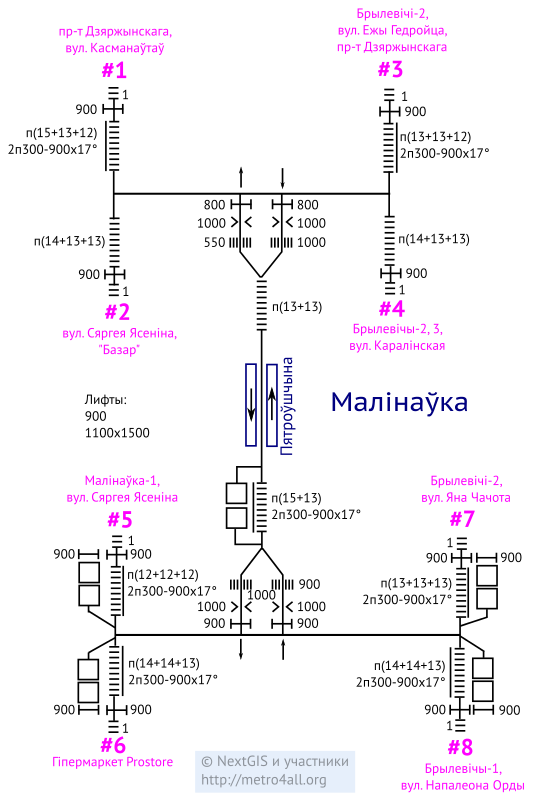 пр-т Дзяржынскага,
вул. Касманаўтаў
#1
1
900
п(15+13+12)
2п300-900x17°
Брылевічі-2,
вул. Ежы Гедройца,
пр-т Дзяржынскага
#3
1
900
п(13+13+12)
2п300-900x17°
800
800
1000
1000
550
1000
п(14+13+13)
900
1
#2
вул. Сяргея Ясеніна,
"Базар"
п(14+13+13)
900
1
#4
Брылевічы-2, 3,
вул. Каралінская
п(13+13)
Пятроўшчына
Малінаўка
Лифты:
900
1100x1500
п(15+13)
2п300-900x17°
Малінаўка-1,
вул. Сяргея Ясеніна
#5
1
900
900
п(12+12+12)
2п300-900x17°
Брылевічі-2,
вул. Яна Чачота
#7
1
900
900
п(13+13+13)
2п300-900x17°
900
1000
1000
1000
900
900
п(14+14+13)
2п300-900x17°
900
900
1
#6
Гіпермаркет Prostore
п(14+14+13)
2п300-900x17°
900
900
1
#8
Брылевічы-1,
вул. Напалеона Орды
© NextGIS и участники
http://metro4all.org